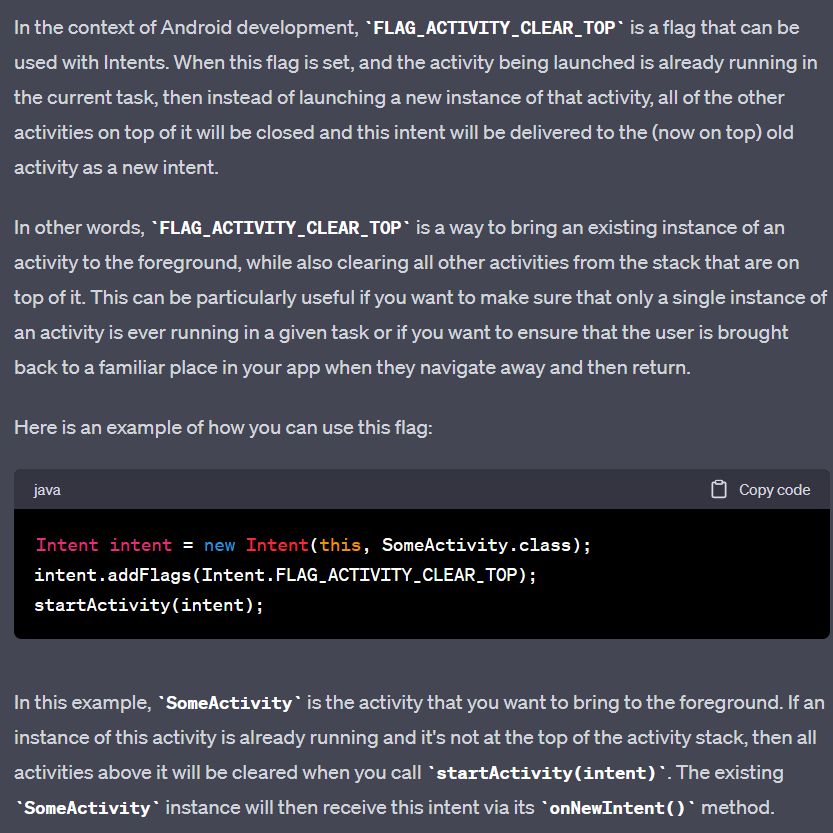 In the context of Android development, `FLAG_ACTIVITY_CLEAR_TOP` is a flag that can be
used with Intents. When this flag is set, and the activity being launched is already running in
the current task, then instead of launching a new instance of that activity, all of the other
activities on top of it will be closed and this intent will be delivered to the (now on top) old
activity as a new intent.
In other words, `FLAG_ACTIVITY_CLEAR_TOP` is a way to bring an existing instance of an
activity to the foreground, while also clearing all other activities from the stack that are on
top of it. This can be particularly useful if you want to make sure that only a single instance of
an activity is ever running in a given task or if you want to ensure that the user is brought
back to a familiar place in your app when they navigate away and then return.
Here is an example of how you can use this flag:
java Copy code
Intent intent = new Intent(this, SomeActivity.class);
intent.addFlags(Intent.FLAG_ACTIVITY_CLEAR_TOP);
startActivity(intent);
In this example, `SomeActivity` is the activity that you want to bring to the foreground. If an
instance of this activity is already running and it's not at the top of the activity stack, then all
activities above it will be cleared when you call `startActivity(intent)`. The existing
`SomeActivity` instance will then receive this intent via its `onNewIntent()` method.